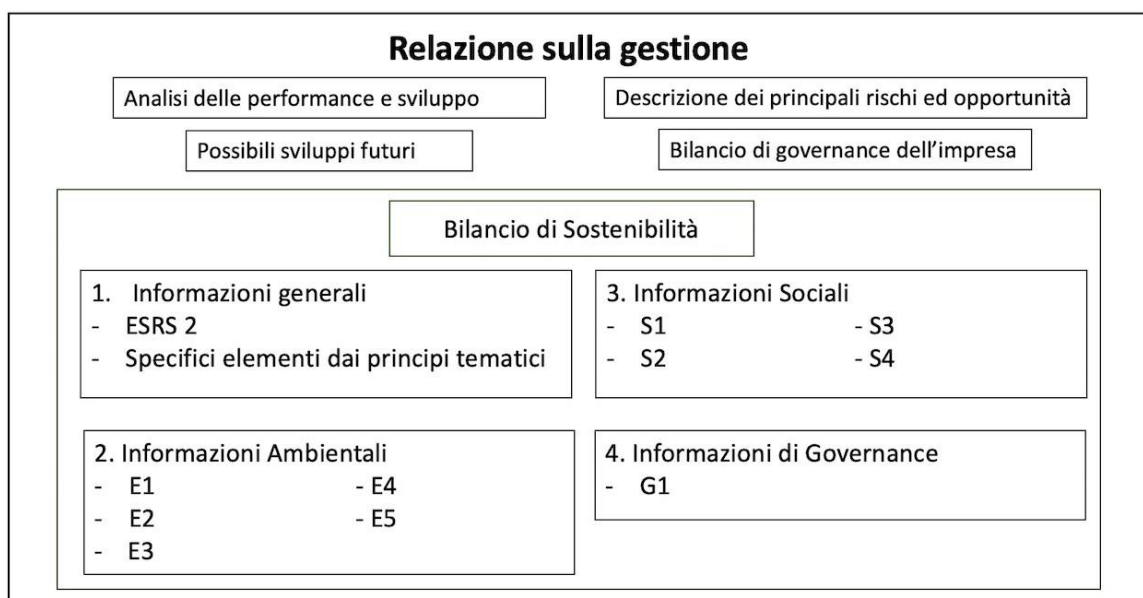 Relazione sulla gestione
Analisi delle performance e sviluppo
Descrizione dei principali rischi ed opportunità
Possibili sviluppi futuri
Bilancio di governance dell'impresa
Bilancio di Sostenibilità
1. Informazioni generali
- ESRS 2
- Specifici elementi dai principi tematici
3. Informazioni Sociali
- S1 - S3
- S2 - S4
2. Informazioni Ambientali
- E1 - E4
- E2 - E5
- E3
4. Informazioni di Governance
- G1